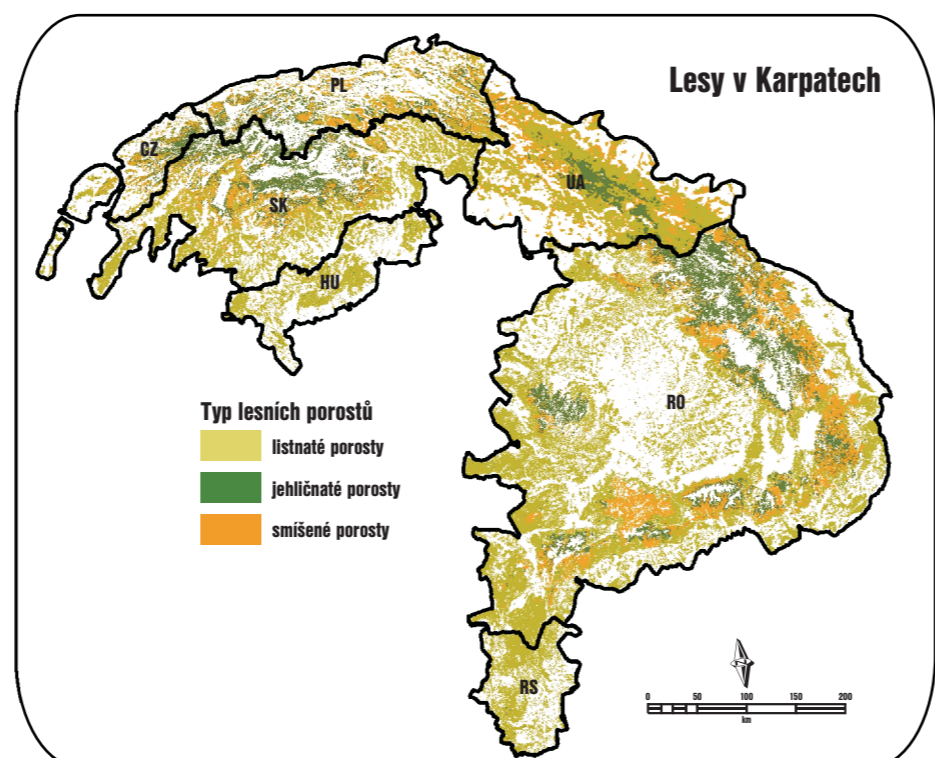 Lesy v Karpatech
PL
CZ
UA
SK
HU
RO
Typ lesních porostů
listnaté porosty
jehličnaté porosty
smíšené porosty
RS
0 50 100 150 200
km